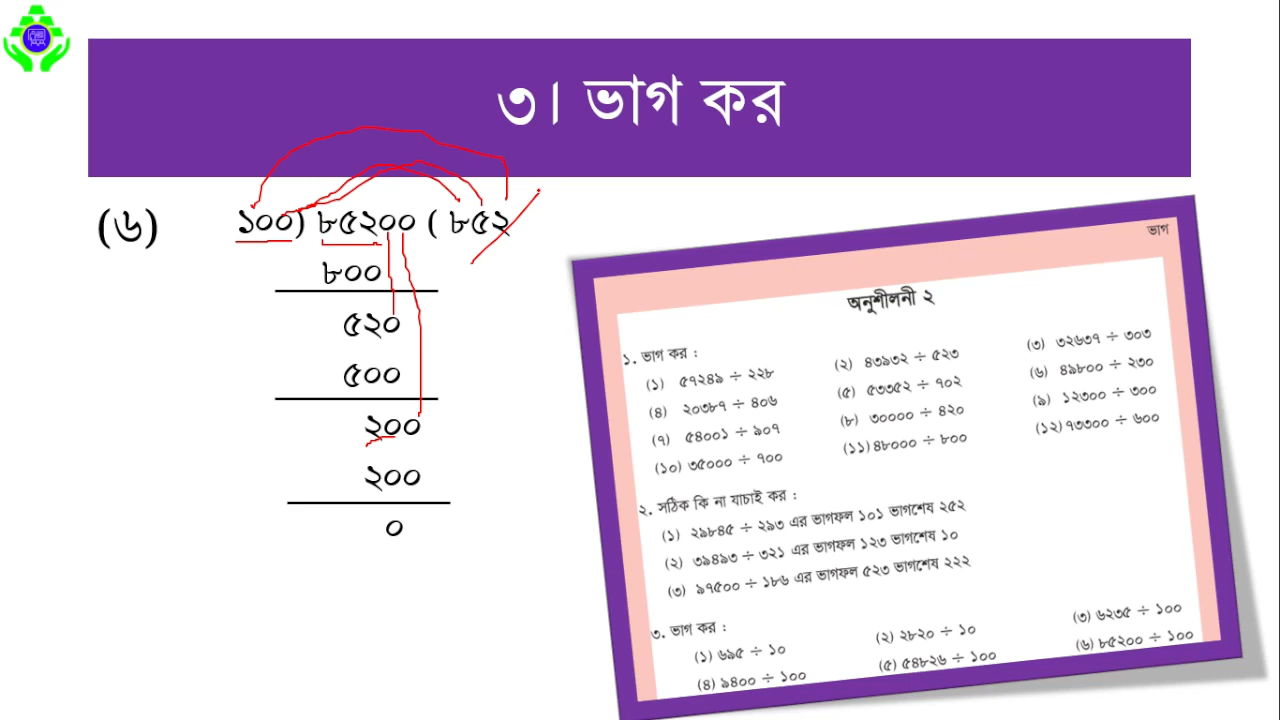 ৩। ভাগ কর
(৬) ১০০) ৮৫২০০ ( ৮৫২
৮০০
৫২০
৫০০
২০০
২০০
০
ভাগ
অনুশীলনী ২
১. ভাগ কর :
(১) ৫৭২৪৯ ÷ ২২৮ (২) ৪৩৯৩২ ÷ ৫২৩ (৩) ৩২৬৩৭ ÷ ৩০৩
(৪) ২০৩৮৭ ÷ ৪০৬ (৫) ৫৩৩৫২ ÷ ৭০২ (৬) ৪৯৮০০ ÷ ২৩০
(৭) ৫৪০০১ ÷ ৯০৭ (৮) ৩০০০০ ÷ ৪২০ (৯) ১২৩০০ ÷ ৩০০
(১০) ৩৫০০০ ÷ ৭০০ (১১) ৪৮০০০ ÷ ৮০০ (১২) ৭৩৩০০ ÷ ৬০০
২. সঠিক কি না যাচাই কর :
(১) ২৯৮৪৫ ÷ ২৯৩ এর ভাগফল ১০১ ভাগশেষ ২৫২
(২) ৩৯৪৯৩ ÷ ৩২১ এর ভাগফল ১২৩ ভাগশেষ ১০
(৩) ৯৭৫০০ ÷ ১৮৬ এর ভাগফল ৫২৩ ভাগশেষ ২২২
৩. ভাগ কর :
(১) ৬৯৫ ÷ ১০ (২) ২৮২০ ÷ ১০ (৩) ৬২৩৫ ÷ ১০০
(৪) ৯৪০০ ÷ ১০০ (৫) ৫৪৮২৬ ÷ ১০০ (৬) ৮৫২০০ ÷ ১০০